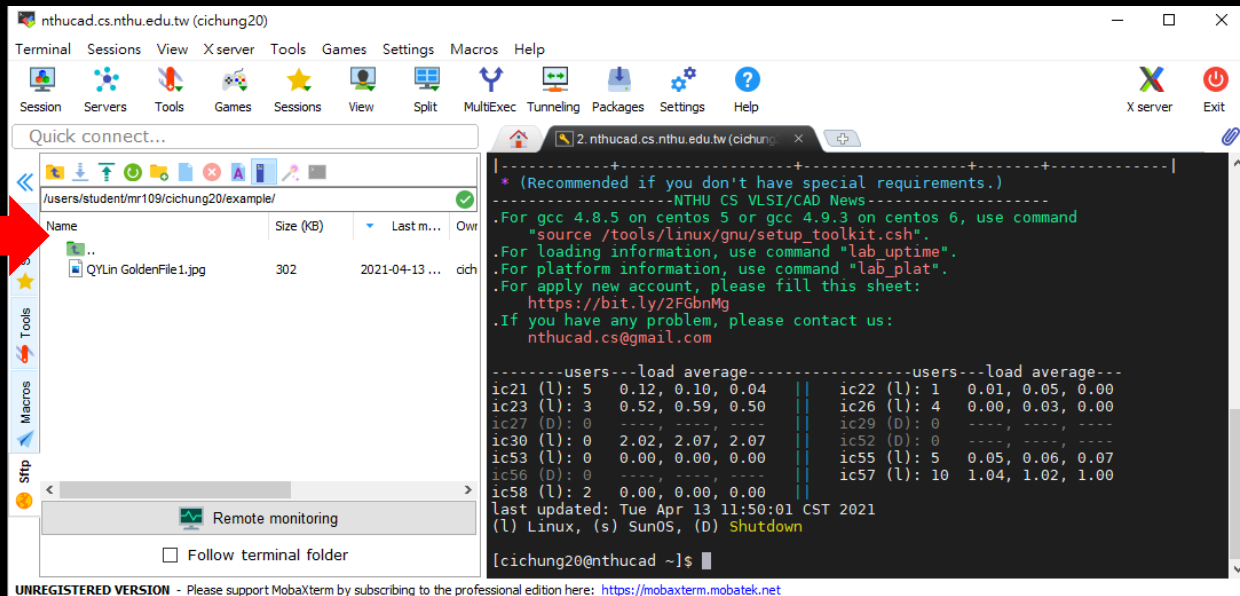 nthucad.cs.nthu.edu.tw (cichung20)
Terminal Sessions View X server Tools Games Settings Macros Help
Session Servers Tools Games Sessions View Split MultiExec Tunneling Packages Settings Help X server Exit
Quick connect...
2. nthucad.cs.nthu.edu.tw (cichung
/users/student/mr109/cichung20/example/
Name Size (KB) Last m... Owr
..
QYLin GoldenFile1.jpg 302 2021-04-13 ... cich
Tools
Macros
Sftp
Remote monitoring
Follow terminal folder
|------------+------------------+-----------------+-------+-------------|
* (Recommended if you don't have special requirements.)
--------------------NTHU CS VLSI/CAD News--------------------
.For gcc 4.8.5 on centos 5 or gcc 4.9.3 on centos 6, use command
"source /tools/linux/gnu/setup_toolkit.csh".
.For loading information, use command "lab_uptime".
.For platform information, use command "lab_plat".
.For apply new account, please fill this sheet:
https://bit.ly/2FGbnMg
.If you have any problem, please contact us:
nthucad.cs@gmail.com
--------users---load average------------------users---load average---
ic21 (l): 5 0.12, 0.10, 0.04 || ic22 (l): 1 0.01, 0.05, 0.00
ic23 (l): 3 0.52, 0.59, 0.50 || ic26 (l): 4 0.00, 0.03, 0.00
ic27 (D): 0 ----, ----, ---- || ic29 (D): 0 ----, ----, ----
ic30 (l): 0 2.02, 2.07, 2.07 || ic52 (D): 0 ----, ----, ----
ic53 (l): 0 0.00, 0.00, 0.00 || ic55 (l): 5 0.05, 0.06, 0.07
ic56 (D): 0 ----, ----, ---- || ic57 (l): 10 1.04, 1.02, 1.00
ic58 (l): 2 0.00, 0.00, 0.00 ||
last updated: Tue Apr 13 11:50:01 CST 2021
(l) Linux, (s) SunOS, (D) Shutdown
[cichung20@nthucad ~]$
UNREGISTERED VERSION - Please support MobaXterm by subscribing to the professional edition here: https://mobaxterm.mobatek.net